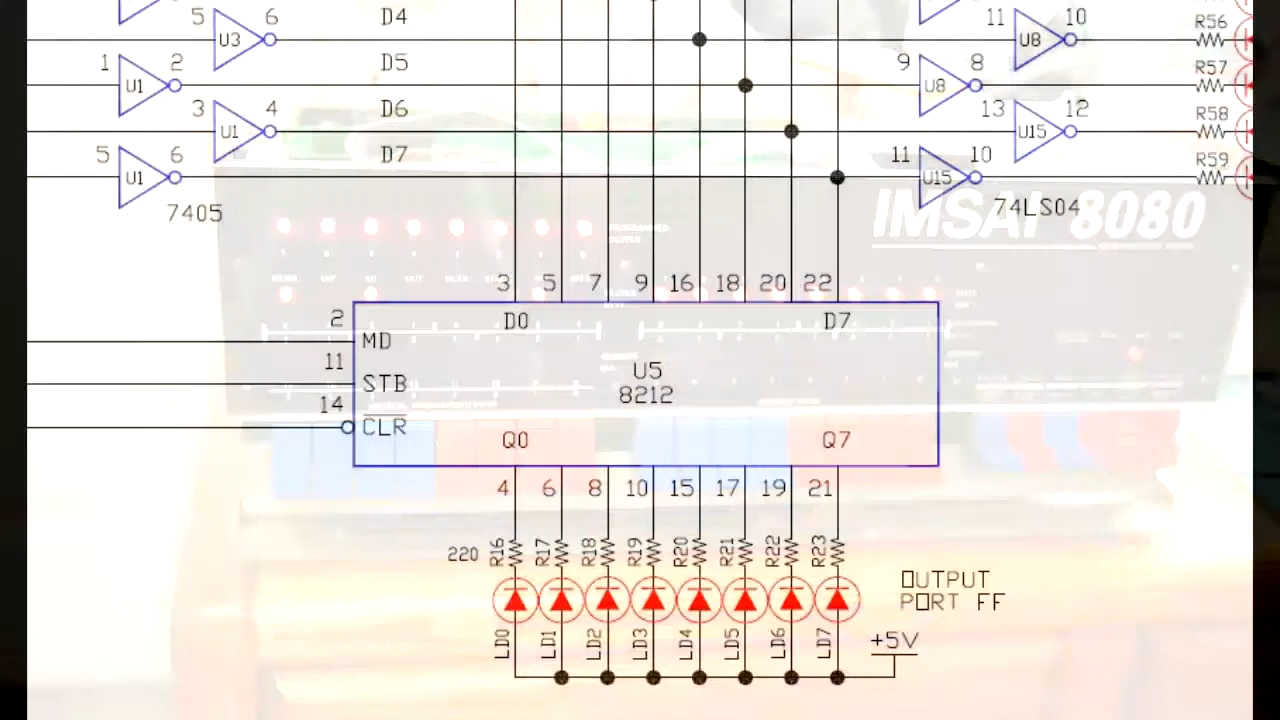 5 6 D4 11 10 R56
U3 U8
1 2 D5 9 8 R57
U1 U8
3 4 D6 13 12 R58
U1 U15
5 6 D7 11 10 R59
U1 U15
7405 74LS04
IMSAI 8080
3 5 7 9 16 18 20 22
2 D0 D7
MD
11 U5
STB 8212
14
CLR Q0 Q7
4 6 8 10 15 17 19 21
220 R16 R17 R18 R19 R20 R21 R22 R23
OUTPUT
PORT FF
LD0 LD1 LD2 LD3 LD4 LD5 LD6 LD7 +5V